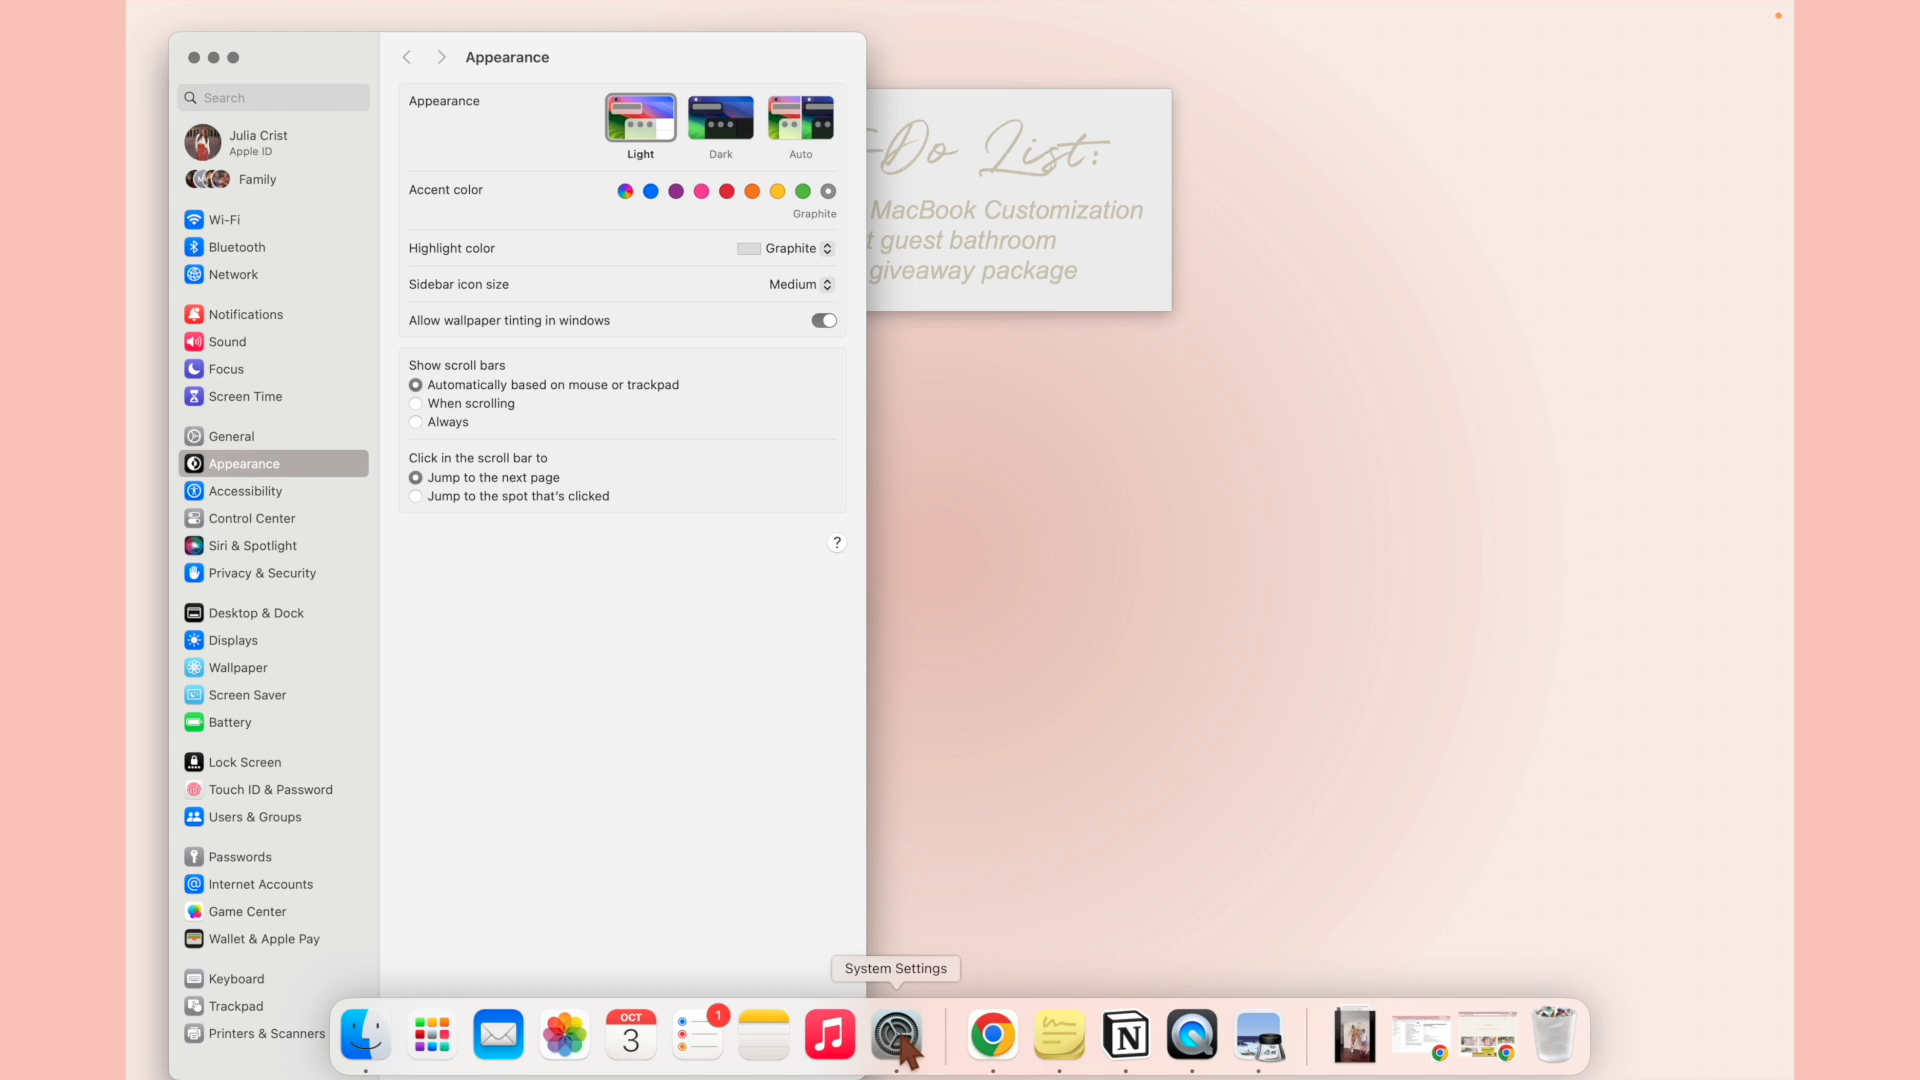 Appearance
Search
Julia Crist
Apple ID
Family
Wi-Fi
Bluetooth
Network
Notifications
Sound
Focus
Screen Time
General
Appearance
Accessibility
Control Center
Siri & Spotlight
Privacy & Security
Desktop & Dock
Displays
Wallpaper
Screen Saver
Battery
Lock Screen
Touch ID & Password
Users & Groups
Passwords
Internet Accounts
Game Center
Wallet & Apple Pay
Keyboard
Trackpad
Printers & Scanners
Appearance
Light
Dark
Auto
Accent color
Graphite
Highlight color
Graphite
Sidebar icon size
Medium
Allow wallpaper tinting in windows
Show scroll bars
Automatically based on mouse or trackpad
When scrolling
Always
Click in the scroll bar to
Jump to the next page
Jump to the spot that's clicked
?
-Do List:
MacBook Customization
guest bathroom
giveaway package
System Settings
OCT
3
1